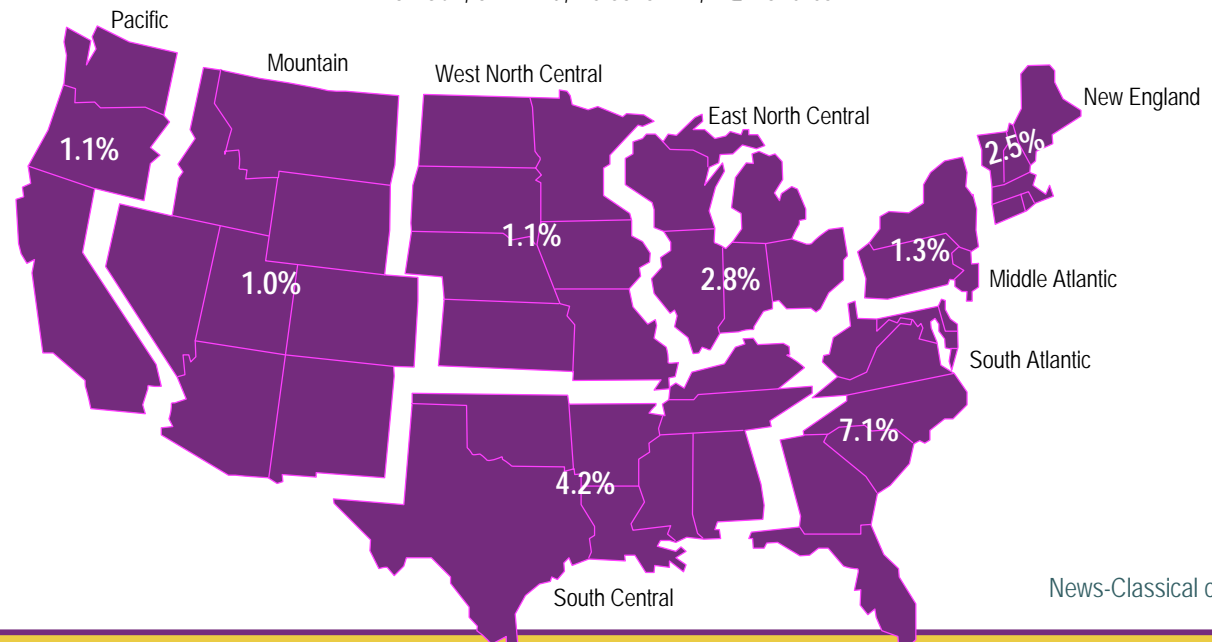 Pacific
Mountain
West North Central
East North Central
New England
1.1%
2.5%
1.1%
1.3%
1.0%
2.8%
Middle Atlantic
South Atlantic
7.1%
4.2%
South Central
News-Classical